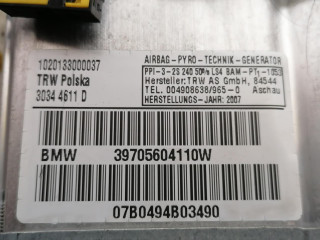 1020133000037
TRW Polska
3034 4611 D
AIRBAG - PYRO - TECHNIK - GENERATOR
Hersteller: TRW AS GmbH, 84544
TEL. 004908638/965-0 Aschau
HERSTELLUNGS-JAHR: 2007
BMW 39705604110W
07B0494B03490